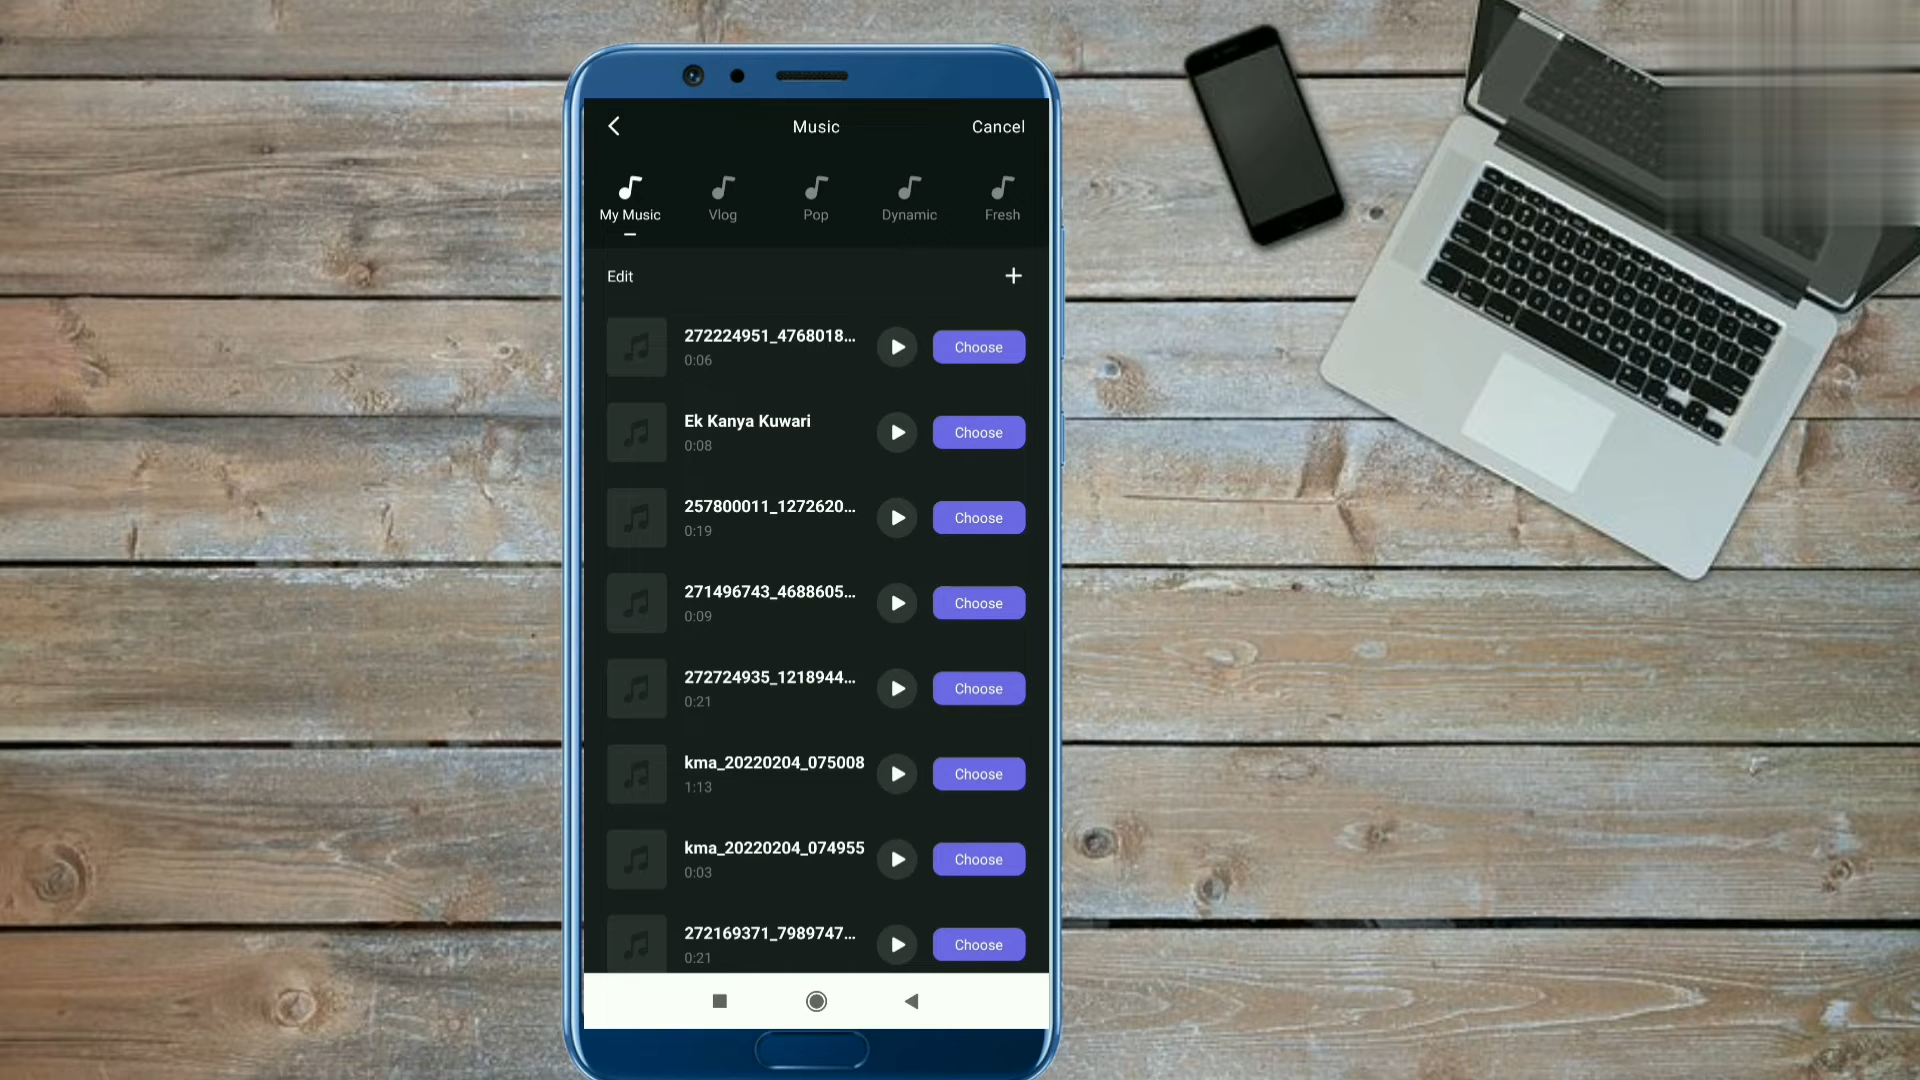 Music
Cancel
My Music
Vlog
Pop
Dynamic
Fresh
Edit
272224951_4768018...
0:06
Choose
Ek Kanya Kuwari
0:08
Choose
257800011_1272620...
0:19
Choose
271496743_4688605...
0:09
Choose
272724935_1218944...
0:21
Choose
kma_20220204_075008
1:13
Choose
kma_20220204_074955
0:03
Choose
272169371_7989747...
0:21
Choose